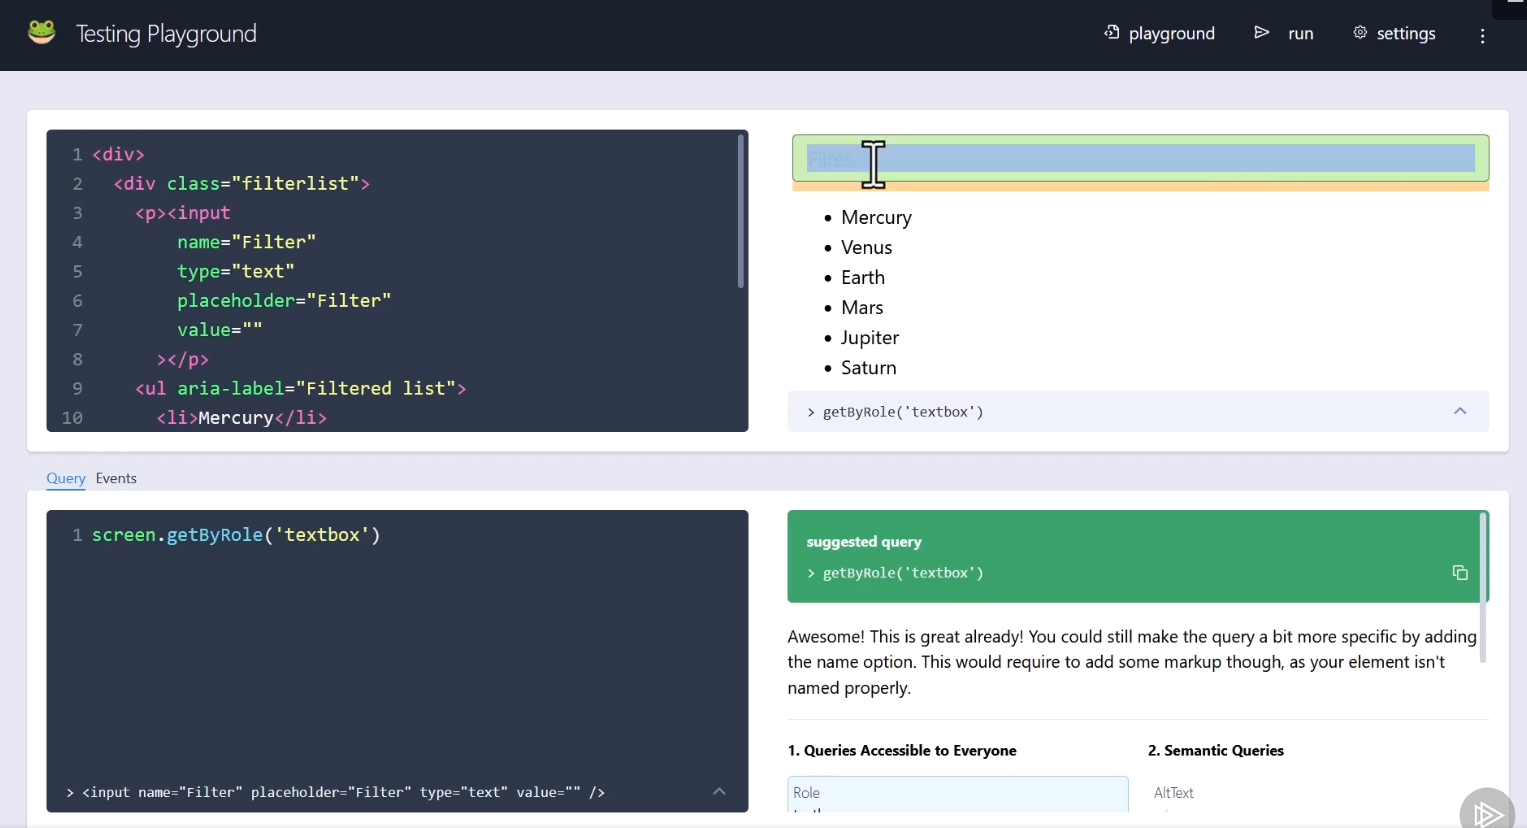 Testing Playground
playground
run
settings
1 <div>
2 <div class="filterlist">
3 <p><input
4 name="Filter"
5 type="text"
6 placeholder="Filter"
7 value=""
8 ></p>
9 <ul aria-label="Filtered list">
10 <li>Mercury</li>
Mercury
Venus
Earth
Mars
Jupiter
Saturn
> getByRole('textbox')
Query Events
1 screen.getByRole('textbox')
> <input name="Filter" placeholder="Filter" type="text" value="" />
suggested query
> getByRole('textbox')
Awesome! This is great already! You could still make the query a bit more specific by adding
the name option. This would require to add some markup though, as your element isn't
named properly.
1. Queries Accessible to Everyone
Role
2. Semantic Queries
AltText